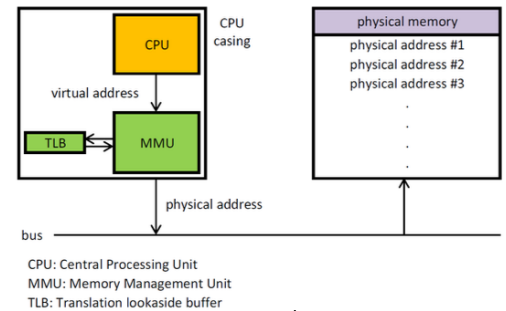 CPU
casing
CPU
virtual address
TLB
MMU
physical address
bus
physical memory
physical address #1
physical address #2
physical address #3
.
.
.
.
CPU: Central Processing Unit
MMU: Memory Management Unit
TLB: Translation lookaside buffer